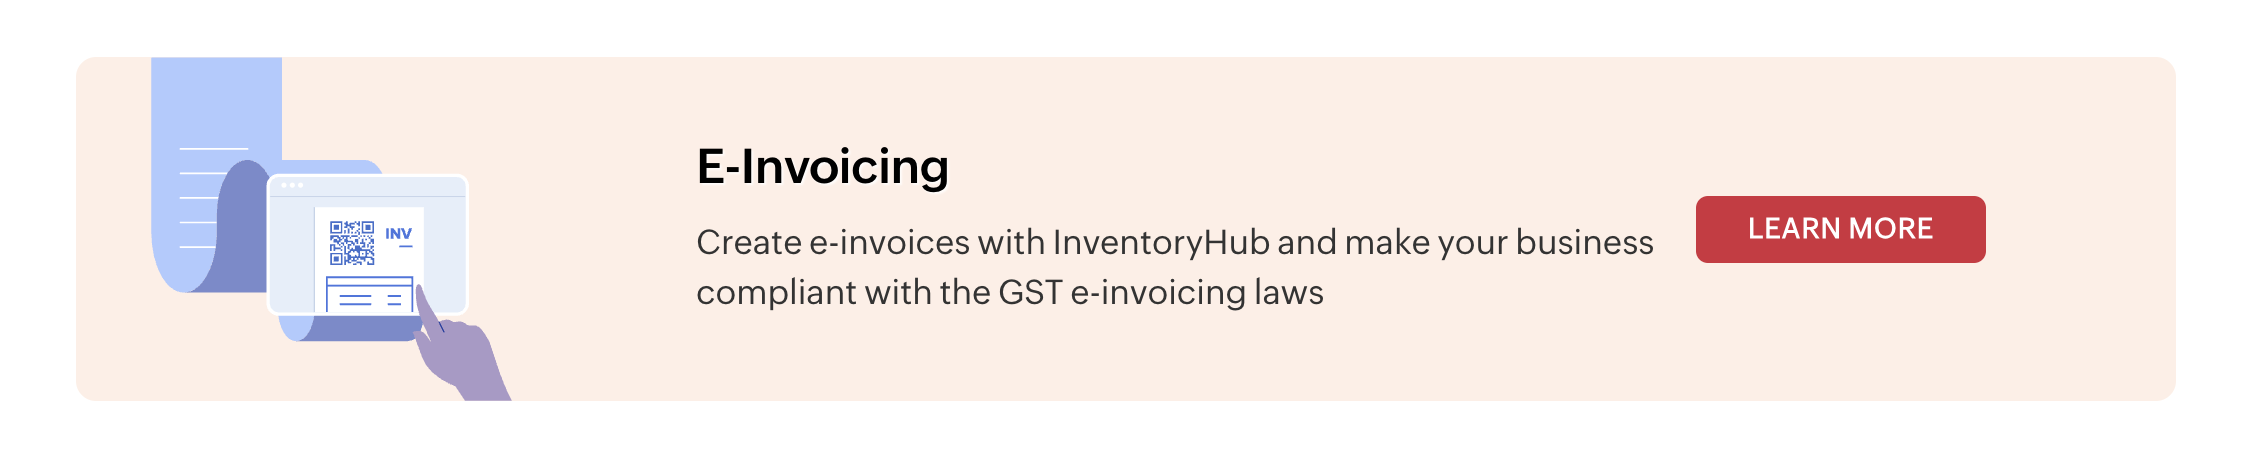 INV
E-Invoicing
Create e-invoices with InventoryHub and make your business
compliant with the GST e-invoicing laws
LEARN MORE